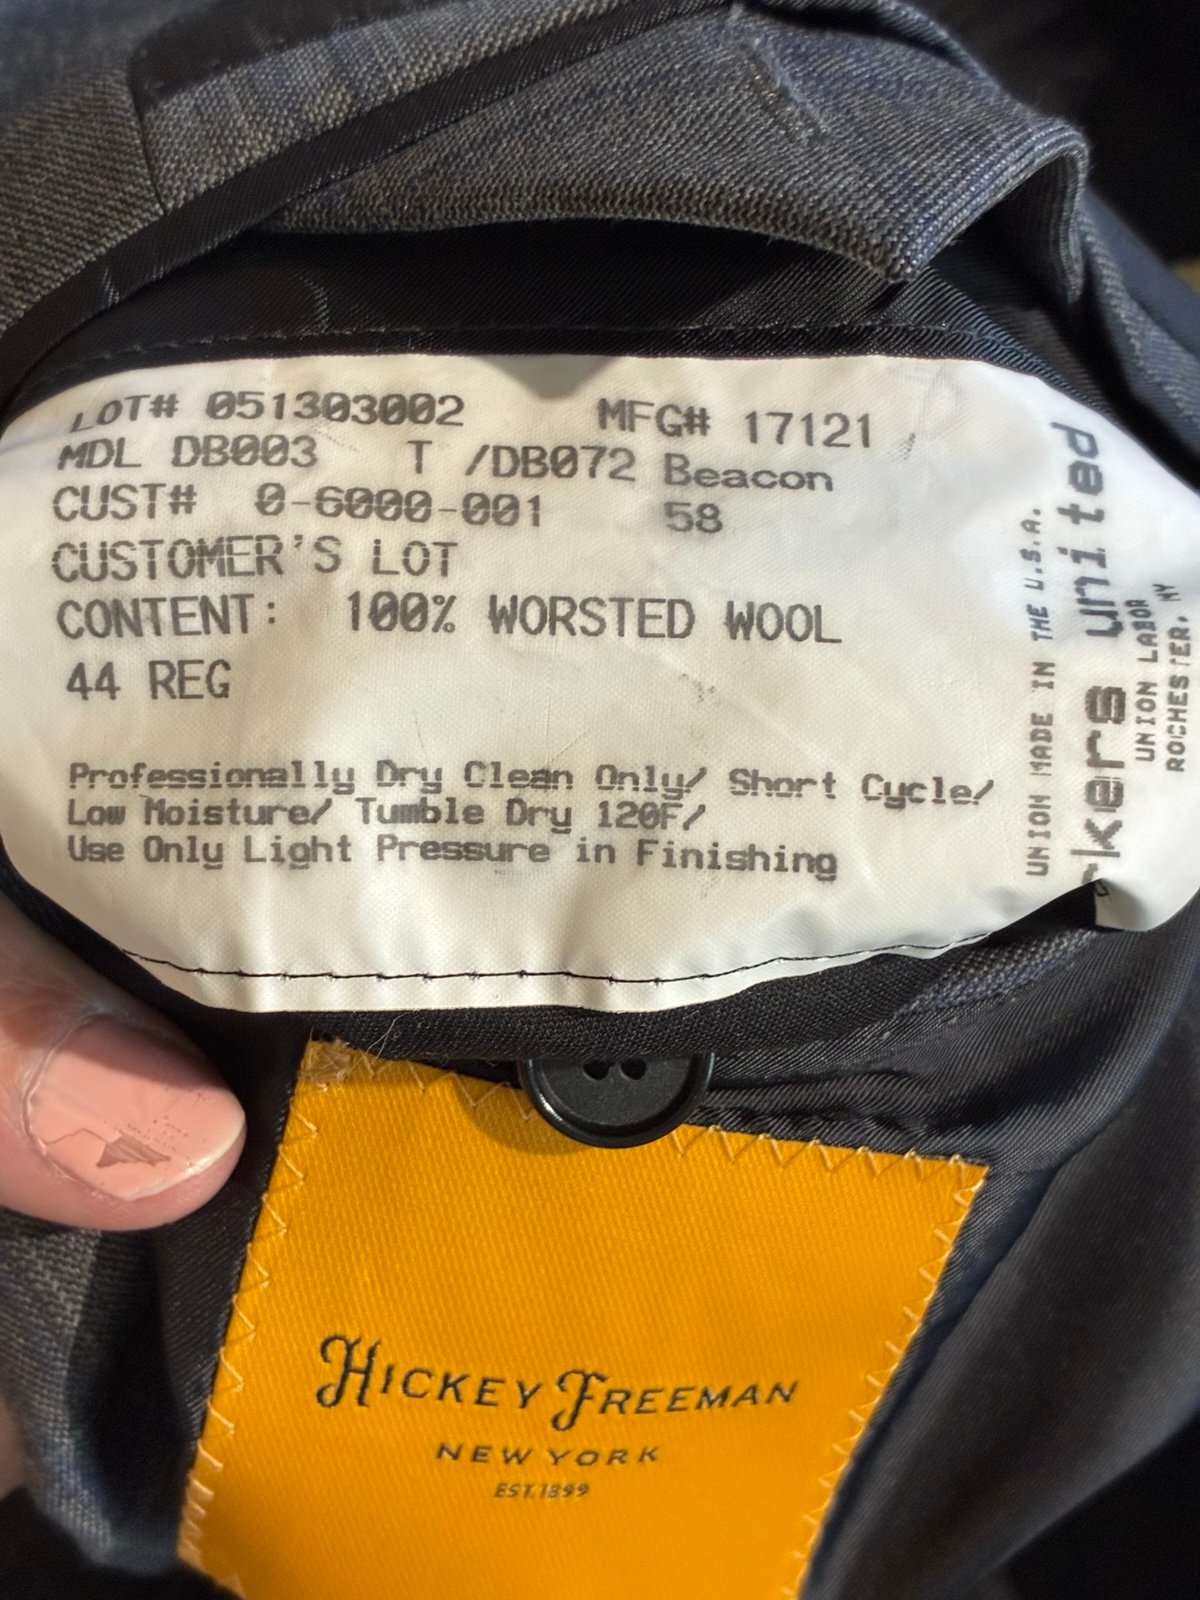 LOT# 051303002 MFG# 17121
MDL DB003 T /DB072 Beacon
CUST# 0-6000-001 58
CUSTOMER'S LOT
CONTENT: 100% WORSTED WOOL
44 REG
Professionally Dry Clean Only/ Short Cycle/
Low Moisture/ Tumble Dry 120F/
Use Only Light Pressure in Finishing
UNION MADE IN THE U.S.A.
rkers united
UNION LABOR
ROCHESTER, NY
HICKEY FREEMAN
NEW YORK
EST. 1899